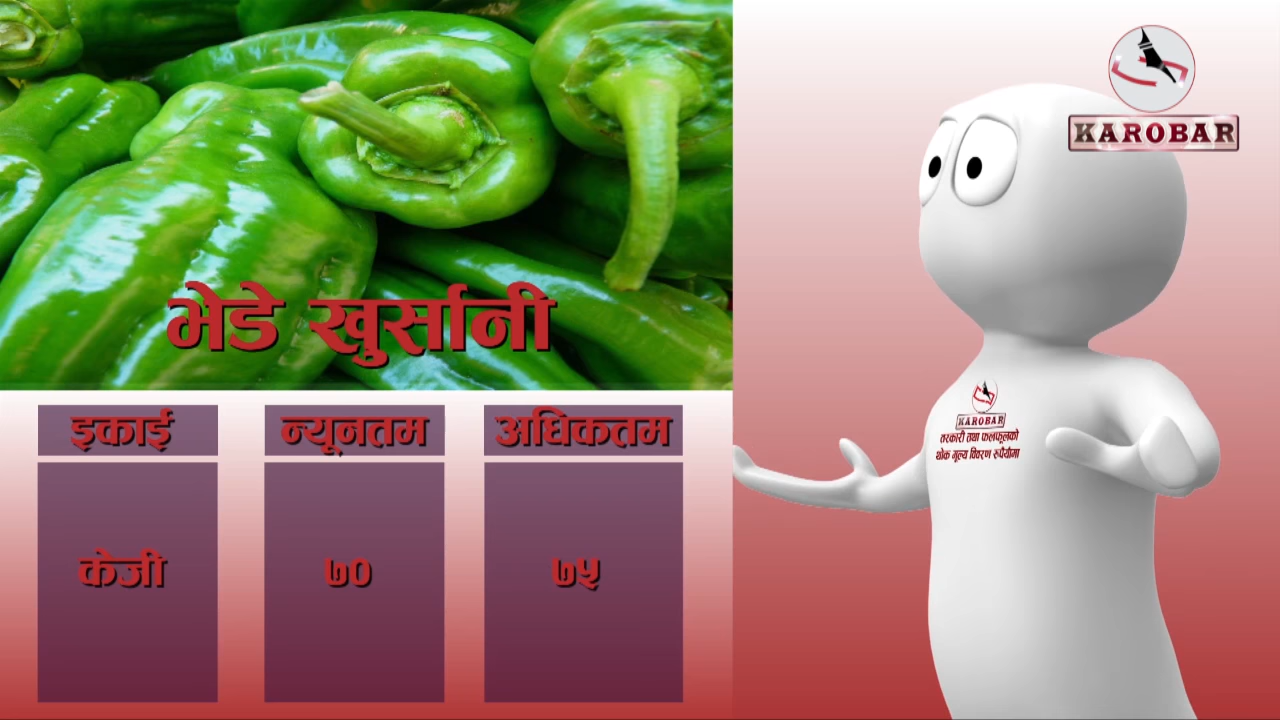 KAROBAR
भेडे खुर्सानी
इकाई न्यूनतम अधिकतम
केजी ७० ७५
KAROBAR
तरकारी तथा फलफूलको
थोक मूल्य विवरण रुपैयाँमा